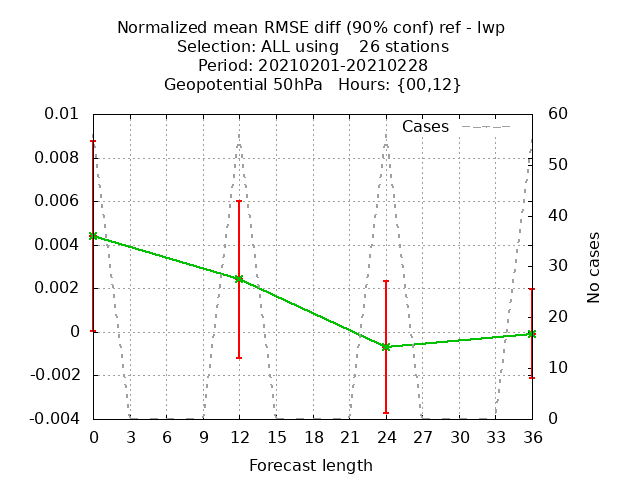 Normalized mean RMSE diff (90% conf) ref - lwp
Selection: ALL using    26 stations
Period: 20210201-20210228
Geopotential 50hPa   Hours: {00,12}
Cases
0.01
0.008
0.006
0.004
0.002
0
-0.002
-0.004
60
50
40
30
20
10
0
No cases
0 3 6 9 12 15 18 21 24 27 30 33 36
Forecast length